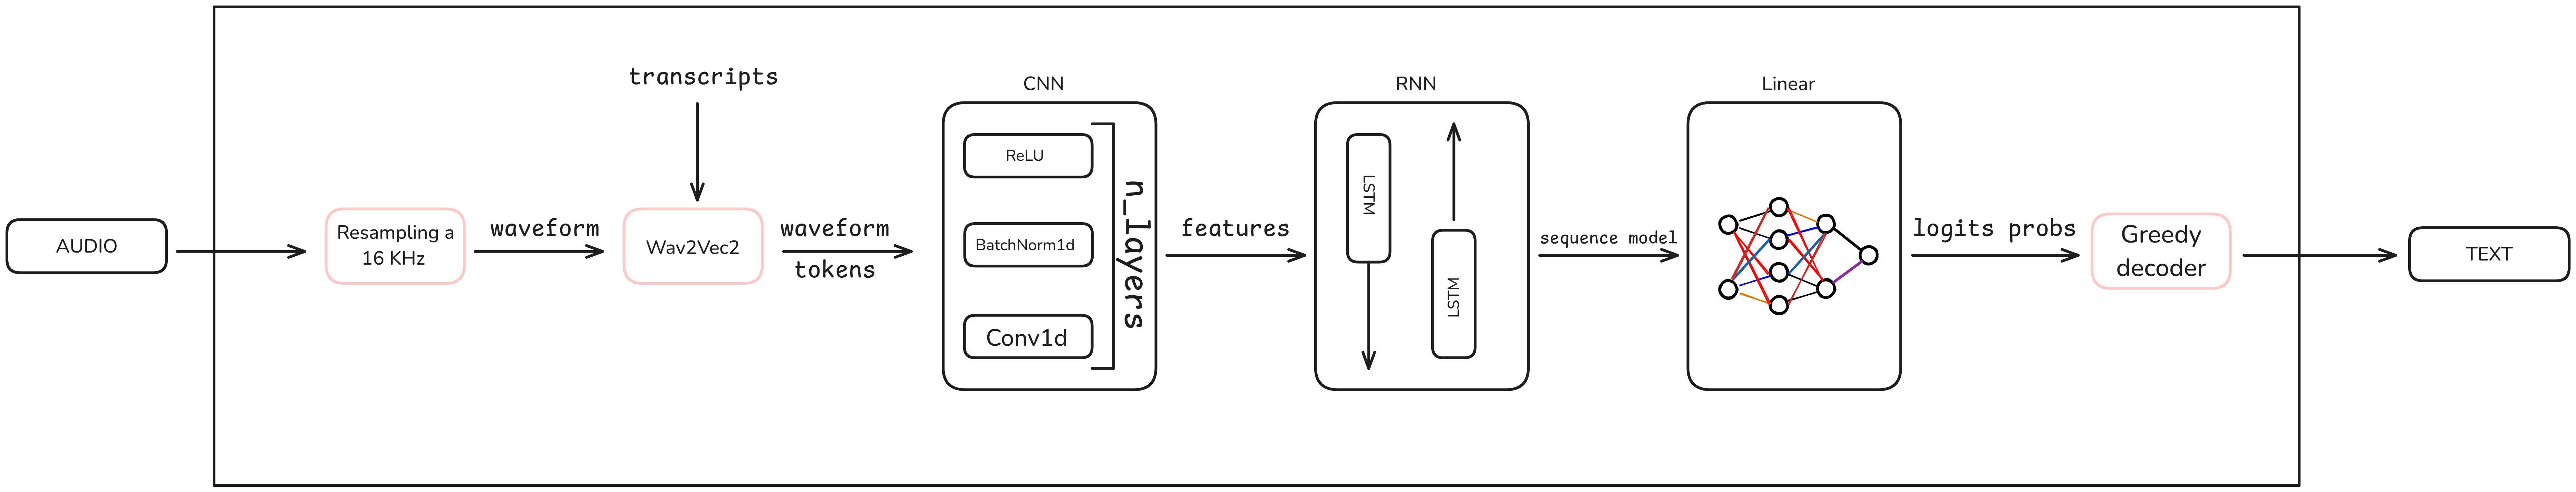 AUDIO
Resampling a
16 KHz
waveform
transcripts
Wav2Vec2
waveform
tokens
CNN
ReLU
BatchNorm1d
Conv1d
n_layers
features
RNN
LSTM
LSTM
sequence model
Linear
logits probs
Greedy
decoder
TEXT